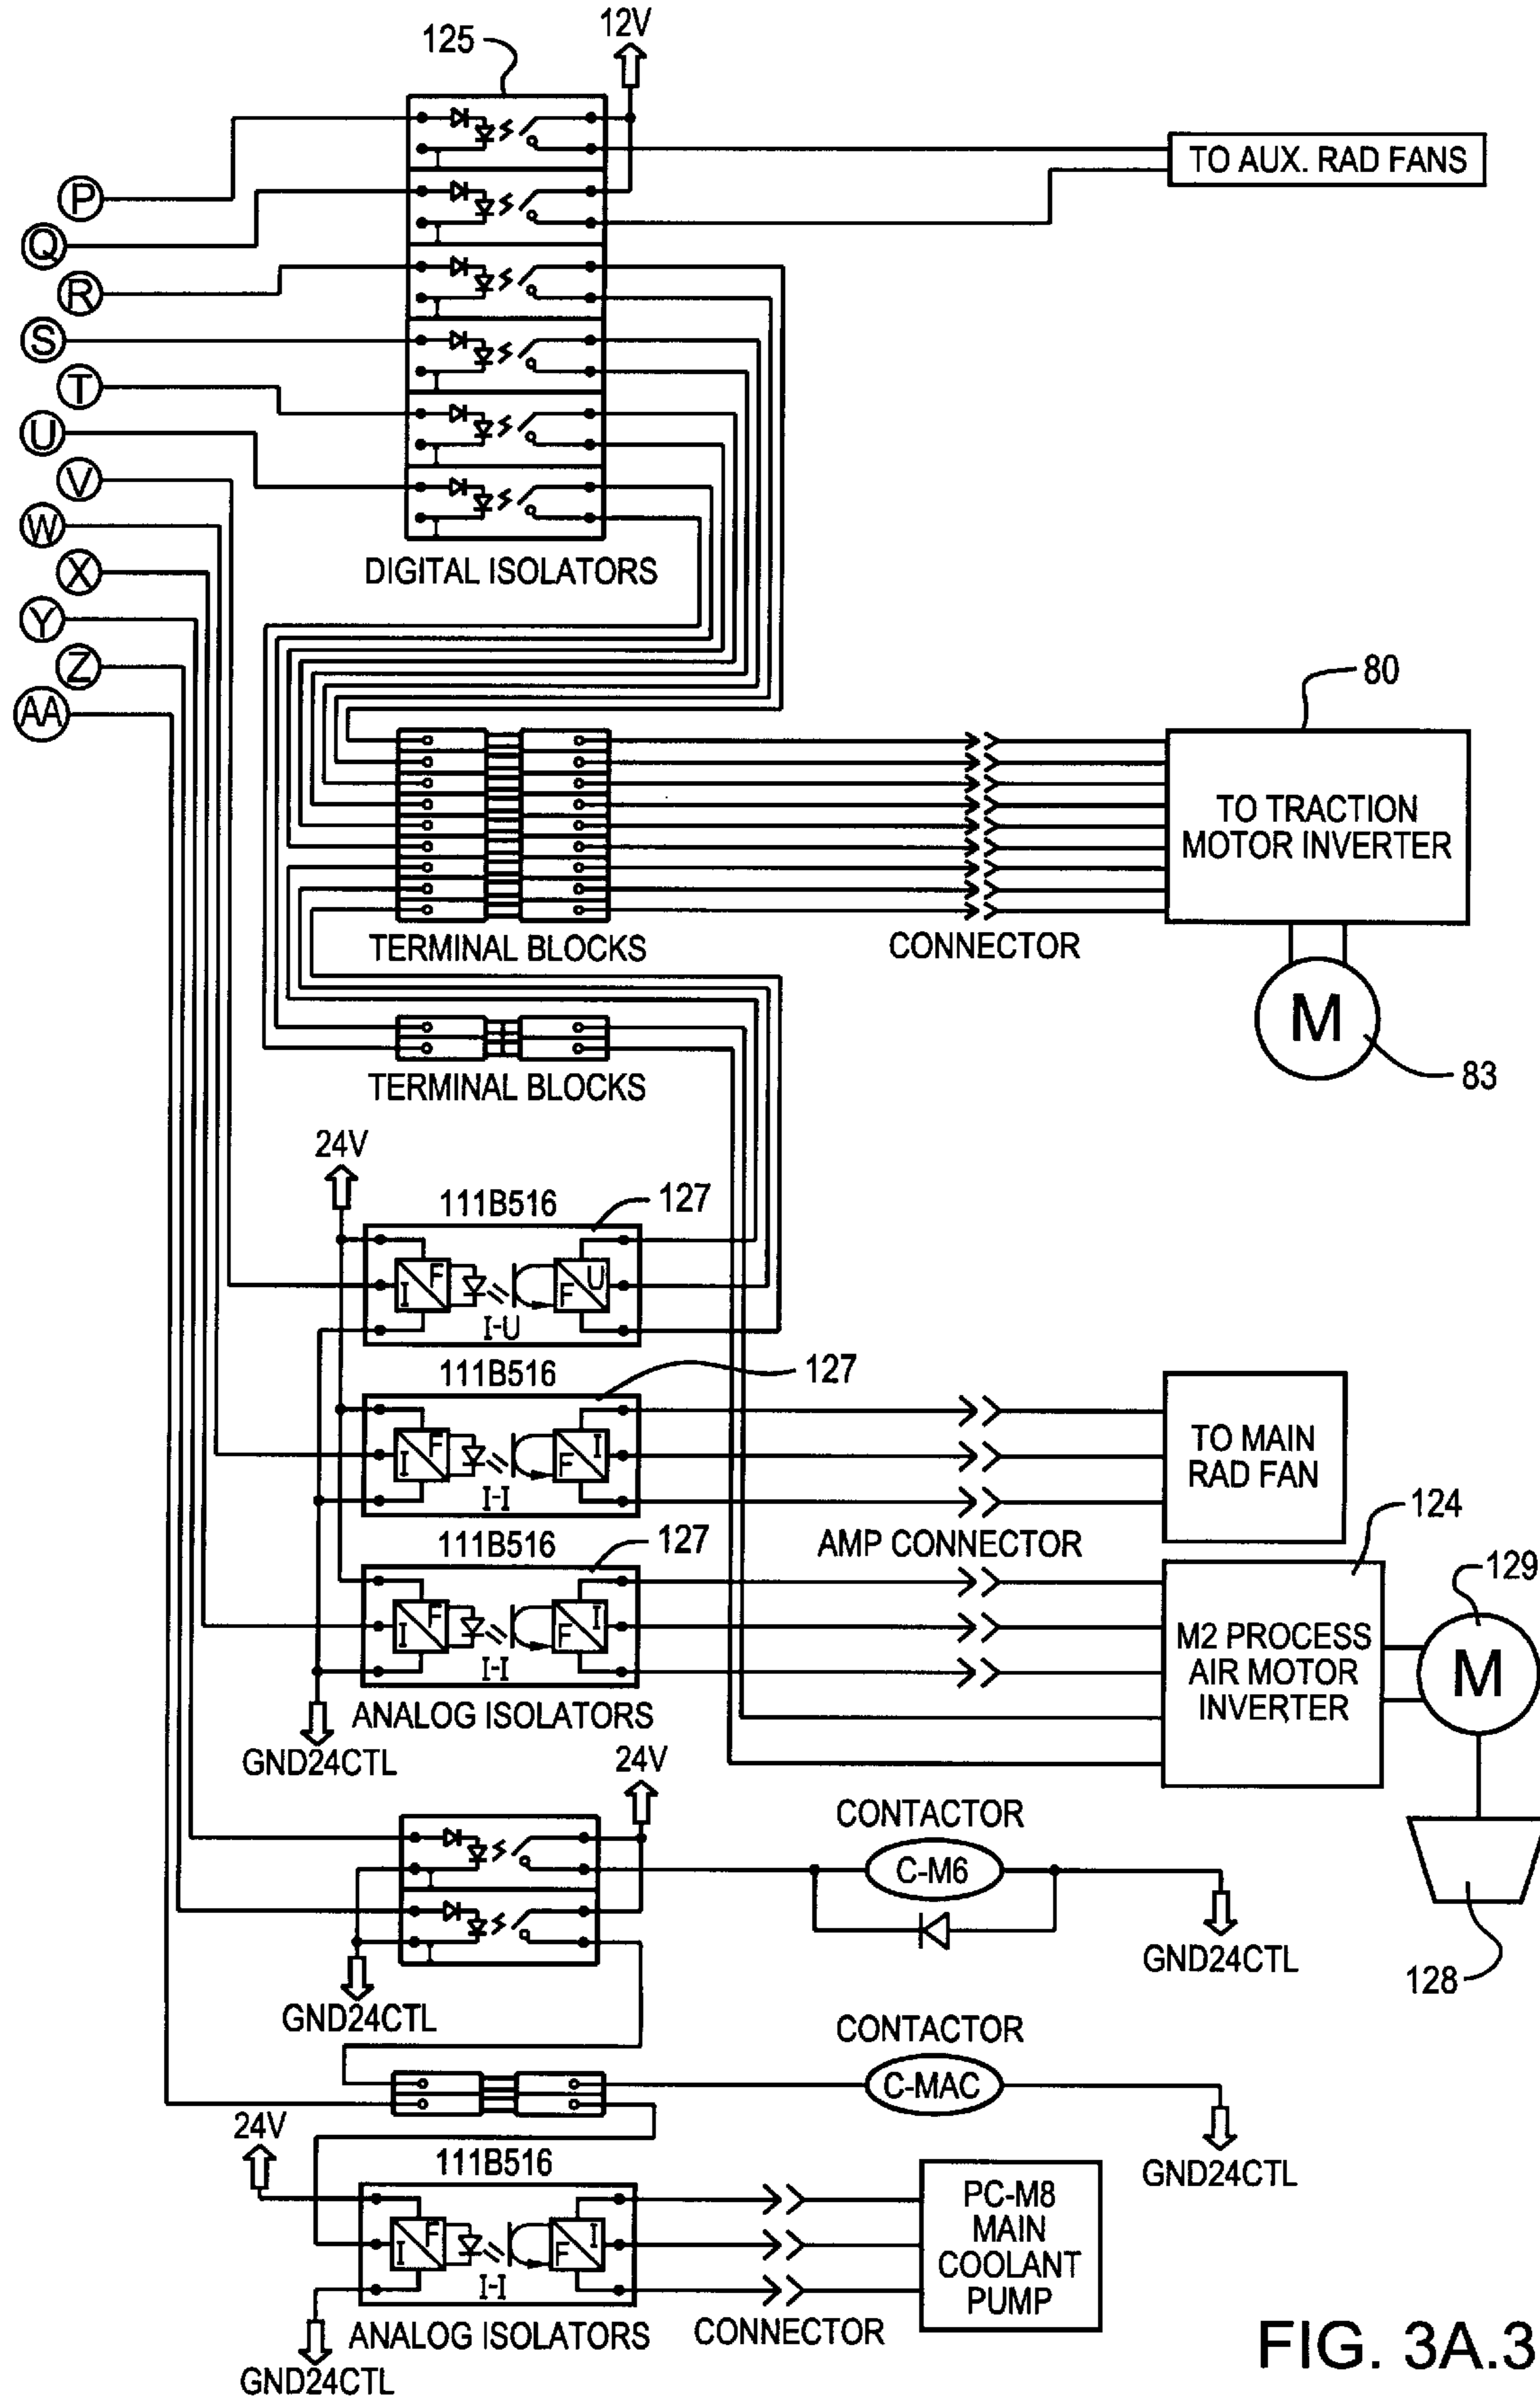 125
12V
TO AUX. RAD FANS
P
Q
R
S
T
U
V
W
X
Y
Z
AA
DIGITAL ISOLATORS
80
TO TRACTION
MOTOR INVERTER
TERMINAL BLOCKS
CONNECTOR
M
83
TERMINAL BLOCKS
24V
111B516
127
I
F
F
U
I-U
111B516
127
I
F
F
I
I-I
TO MAIN
RAD FAN
AMP CONNECTOR
124
111B516
127
I
F
F
I
I-I
ANALOG ISOLATORS
M2 PROCESS
AIR MOTOR
INVERTER
129
M
GND24CTL
24V
CONTACTOR
C-M6
GND24CTL
128
GND24CTL
CONTACTOR
C-MAC
GND24CTL
24V
111B516
I
F
F
I
I-I
PC-M8
MAIN
COOLANT
PUMP
ANALOG ISOLATORS
CONNECTOR
GND24CTL
FIG. 3A.3